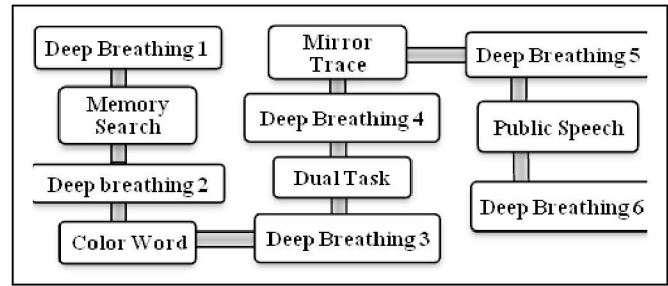 Deep Breathing 1
Memory
Search
Deep breathing 2
Color Word
Deep Breathing 3
Dual Task
Deep Breathing 4
Mirror
Trace
Deep Breathing 5
Public Speech
Deep Breathing 6